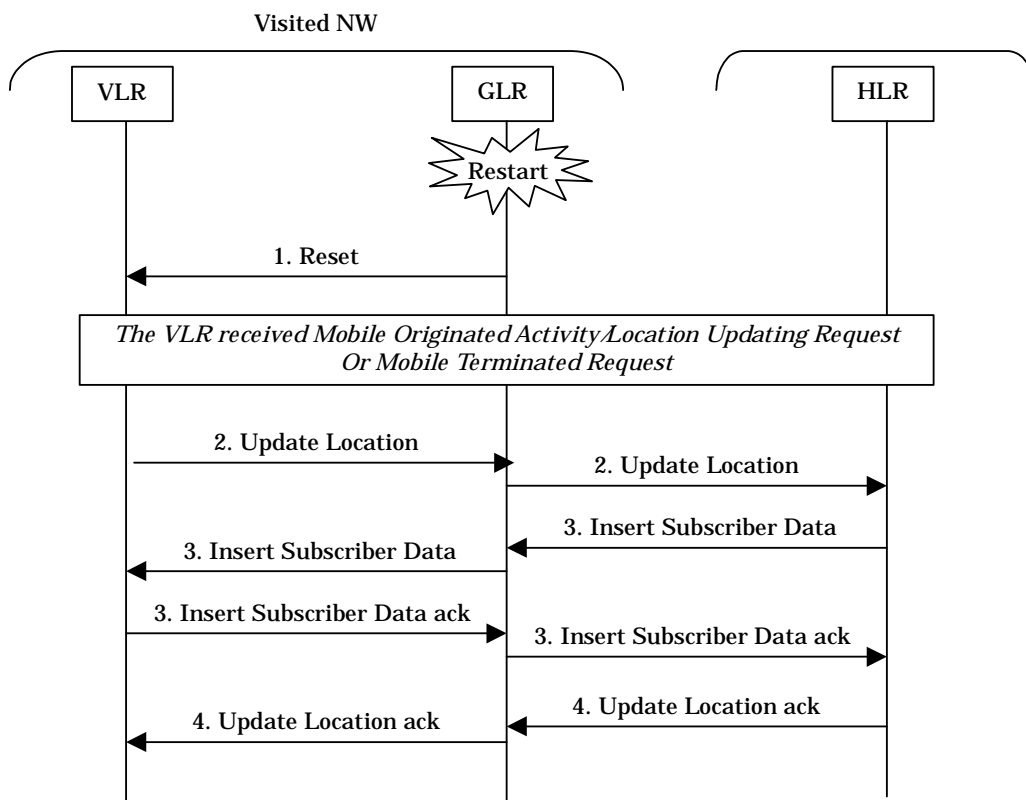 Visited NW
VLR
GLR
HLR
Restart
1. Reset
The VLR received Mobile Originated Activity/Location Updating Request
Or Mobile Terminated Request
2. Update Location
2. Update Location
3. Insert Subscriber Data
3. Insert Subscriber Data
3. Insert Subscriber Data ack
3. Insert Subscriber Data ack
4. Update Location ack
4. Update Location ack